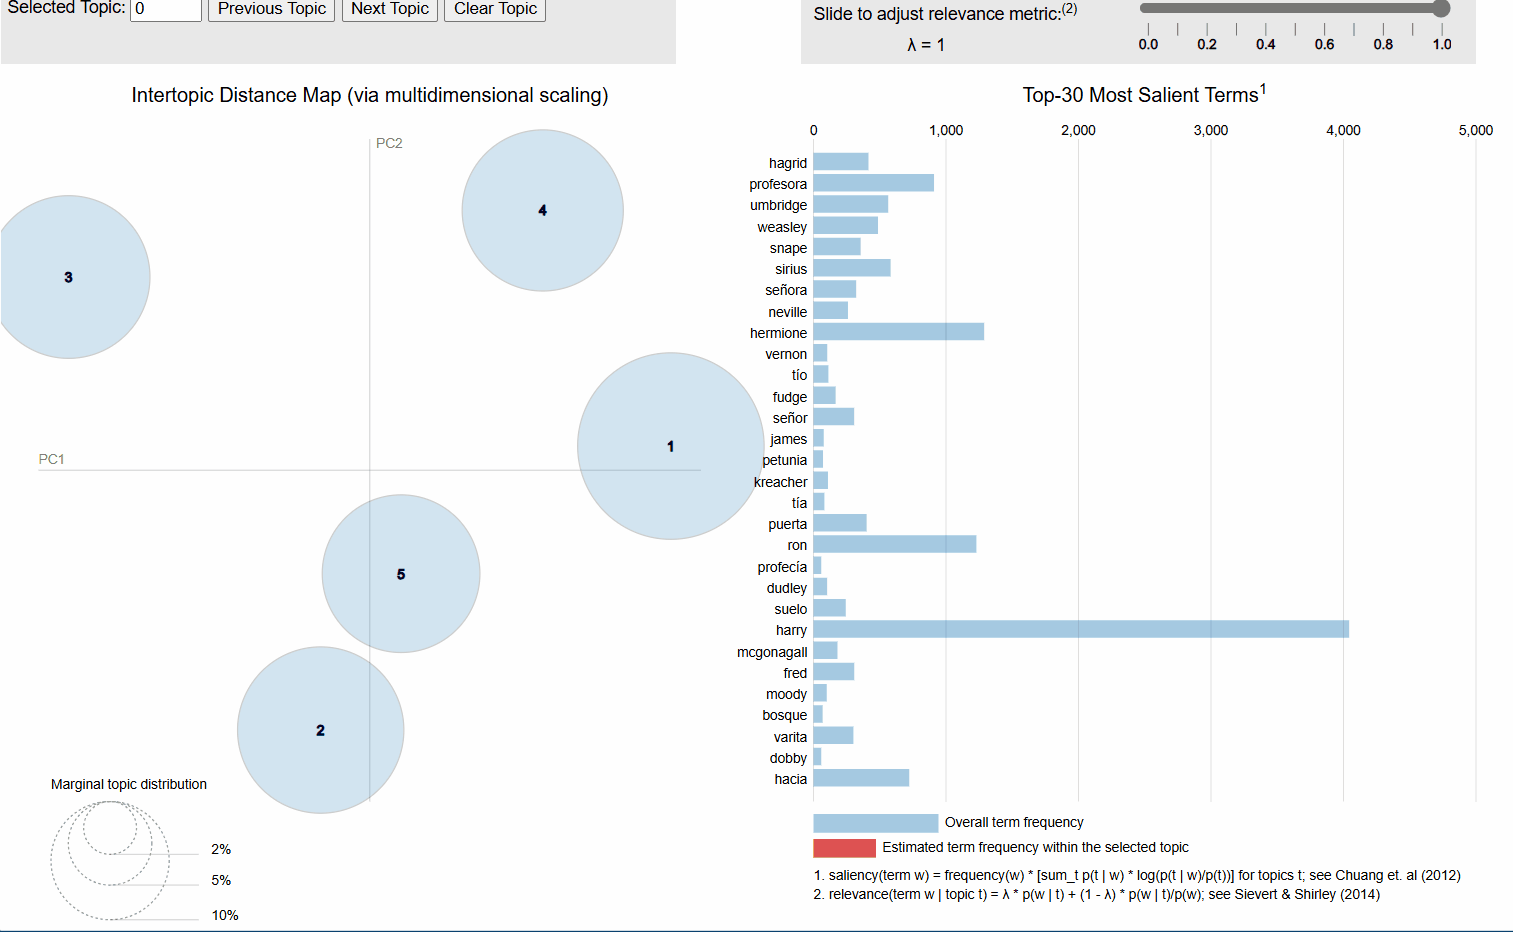 Selected Topic: 0 Previous Topic Next Topic Clear Topic
Slide to adjust relevance metric:(2)
λ = 1
0.0 0.2 0.4 0.6 0.8 1.0
Intertopic Distance Map (via multidimensional scaling)
PC2
PC1
4
3
1
5
2
Marginal topic distribution
2%
5%
10%
Top-30 Most Salient Terms1
0 1,000 2,000 3,000 4,000 5,000
hagrid
profesora
umbridge
weasley
snape
sirius
señora
neville
hermione
vernon
tío
fudge
señor
james
petunia
kreacher
tía
puerta
ron
profecía
dudley
suelo
harry
mcgonagall
fred
moody
bosque
varita
dobby
hacia
Overall term frequency
Estimated term frequency within the selected topic
1. saliency(term w) = frequency(w) * [sum_t p(t | w) * log(p(t | w)/p(t))] for topics t; see Chuang et. al (2012)
2. relevance(term w | topic t) = λ * p(w | t) + (1 - λ) * p(w | t)/p(w); see Sievert & Shirley (2014)